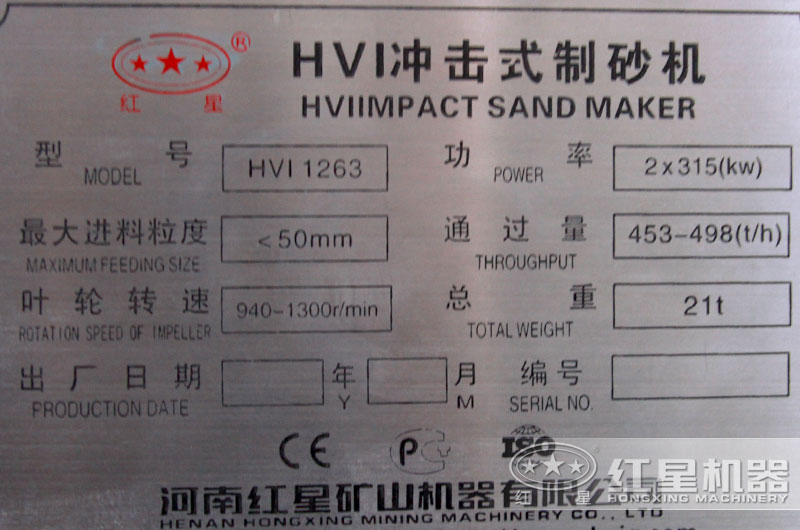 HVI冲击式制砂机
HVIIMPACT SAND MAKER
®
红 星
型 号 HVI 1263 功 率 2x315(kw)
MODEL POWER
最大进料粒度 <50mm 通 过 量 453-498(t/h)
MAXIMUM FEEDING SIZE THROUGHPUT
叶 轮 转 速 940-1300r/min 总 重 21t
ROTATION SPEED OF IMPELLER TOTAL WEIGHT
出 厂 日 期 年 月 编 号
PRODUCTION DATE Y M SERIAL NO.
CE ISO
河南红星矿山机器有限公司
HENAN HONGXING MINING MACHINERY CO., LTD
红星机器
HONGXING MACHINERY